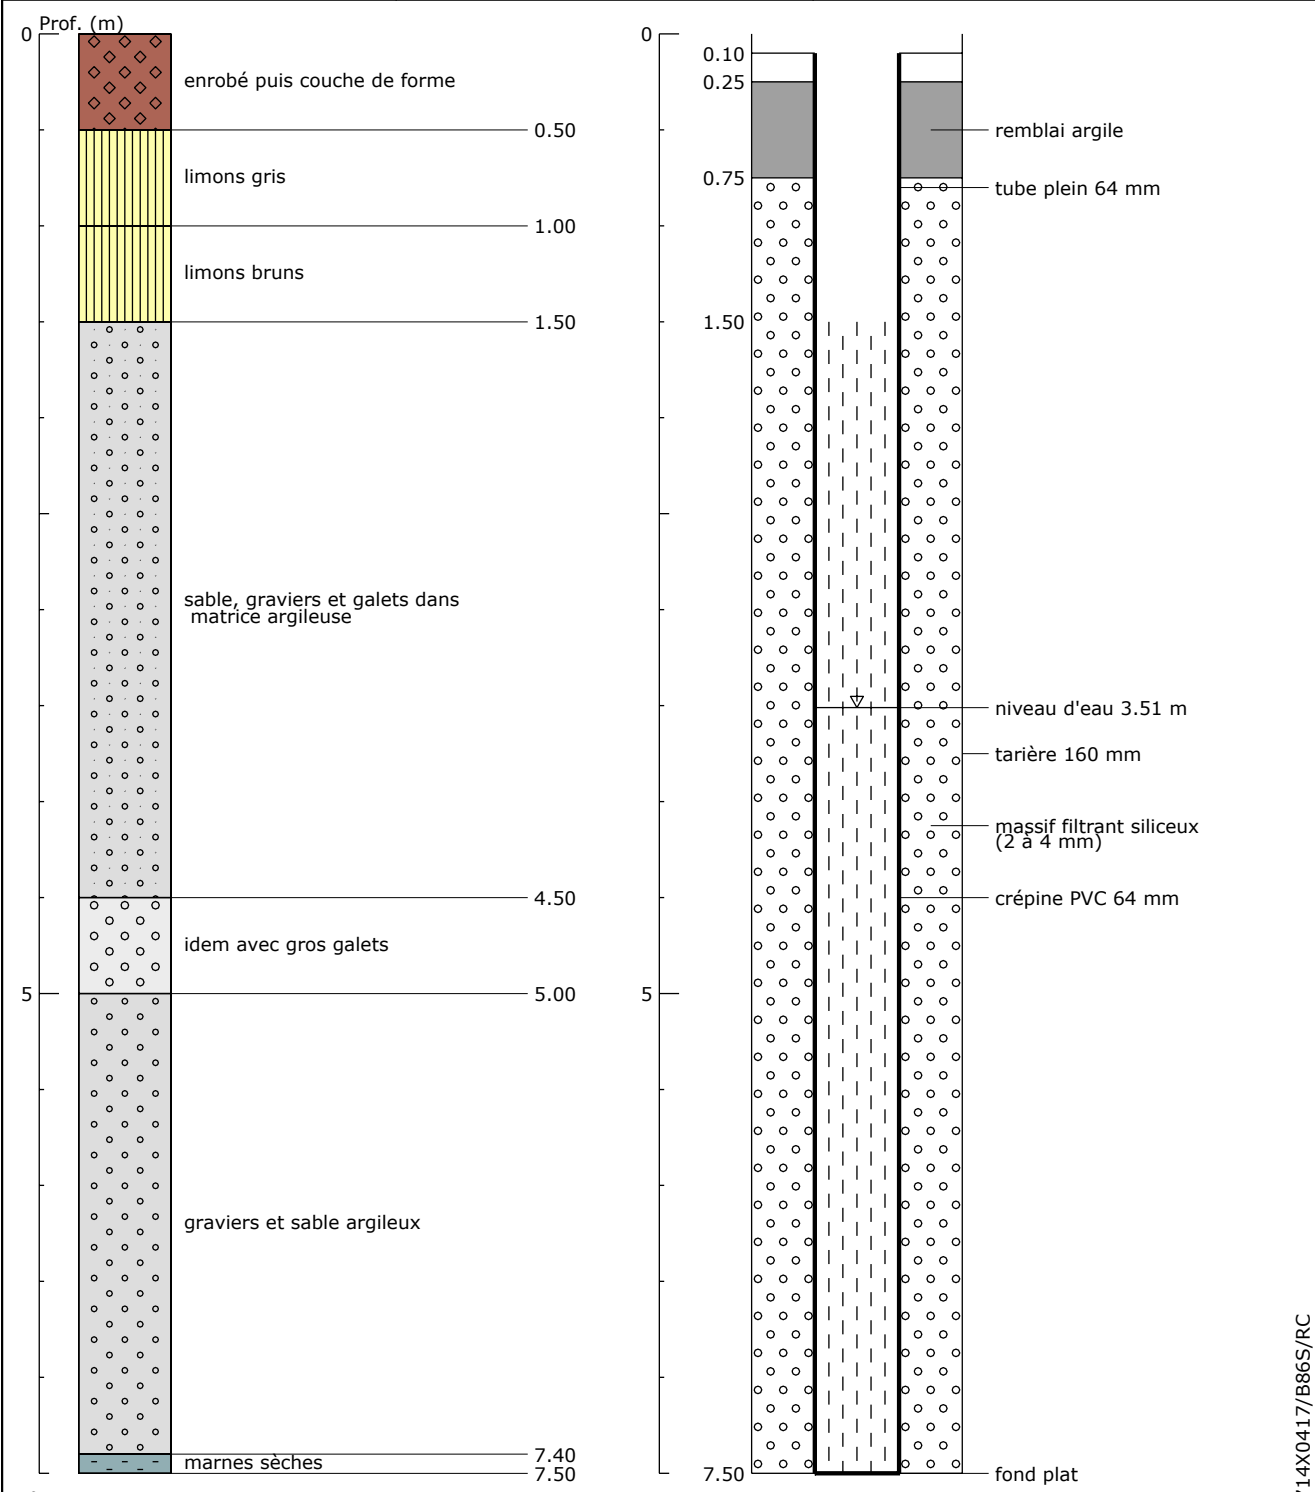 Prof. (m)
0
enrobé puis couche de forme
0.50
limons gris
1.00
limons bruns
1.50
sable, graviers et galets dans
matrice argileuse
4.50
idem avec gros galets
5
5.00
graviers et sable argileux
7.40
marnes sèches
7.50
0
0.10
0.25
remblai argile
0.75
tube plein 64 mm
1.50
niveau d'eau 3.51 m
tarière 160 mm
massif filtrant siliceux
(2 à 4 mm)
crépine PVC 64 mm
5
7.50
fond plat
714X0417/B86S/RC